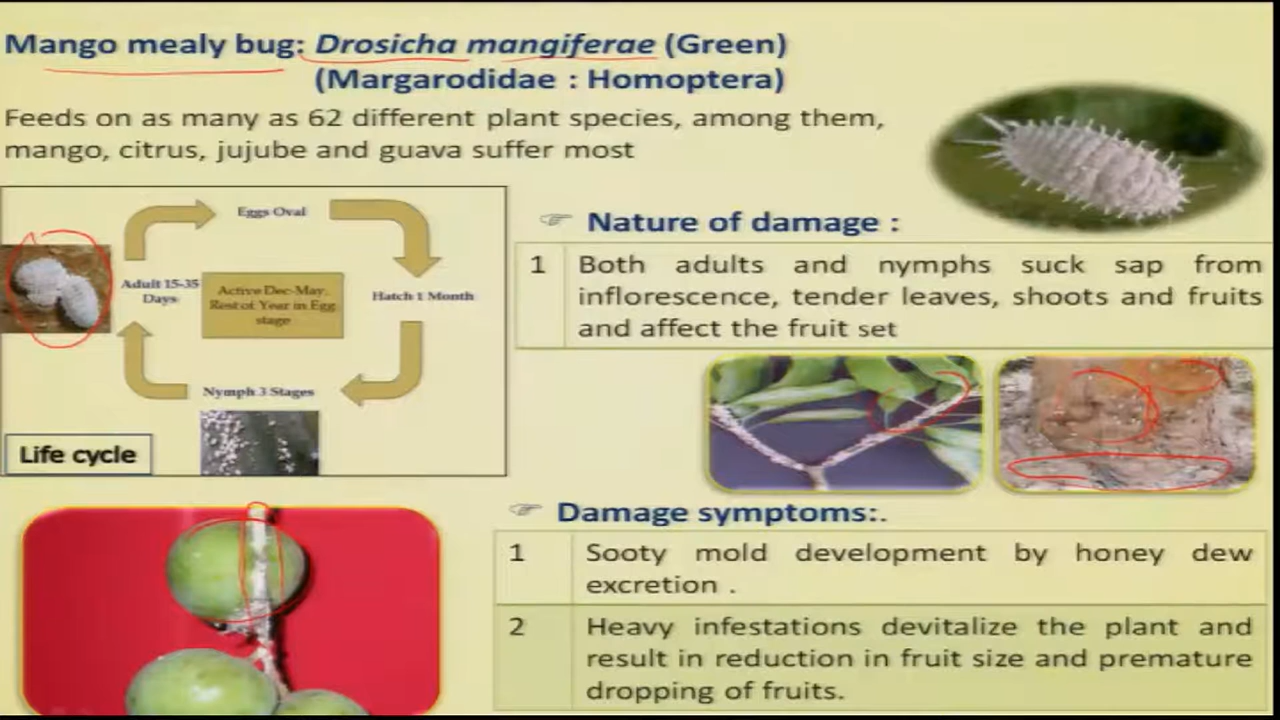 Mango mealy bug: Drosicha mangiferae (Green)
(Margarodidae : Homoptera)
Feeds on as many as 62 different plant species, among them,
mango, citrus, jujube and guava suffer most
Eggs Oval
Adult 15-35
Days
Active Dec-May,
Rest of Year in Egg
stage
Hatch 1 Month
Nymph 3 Stages
Life cycle
Nature of damage :
1 Both adults and nymphs suck sap from
inflorescence, tender leaves, shoots and fruits
and affect the fruit set
Damage symptoms:.
1 Sooty mold development by honey dew
excretion .
2 Heavy infestations devitalize the plant and
result in reduction in fruit size and premature
dropping of fruits.